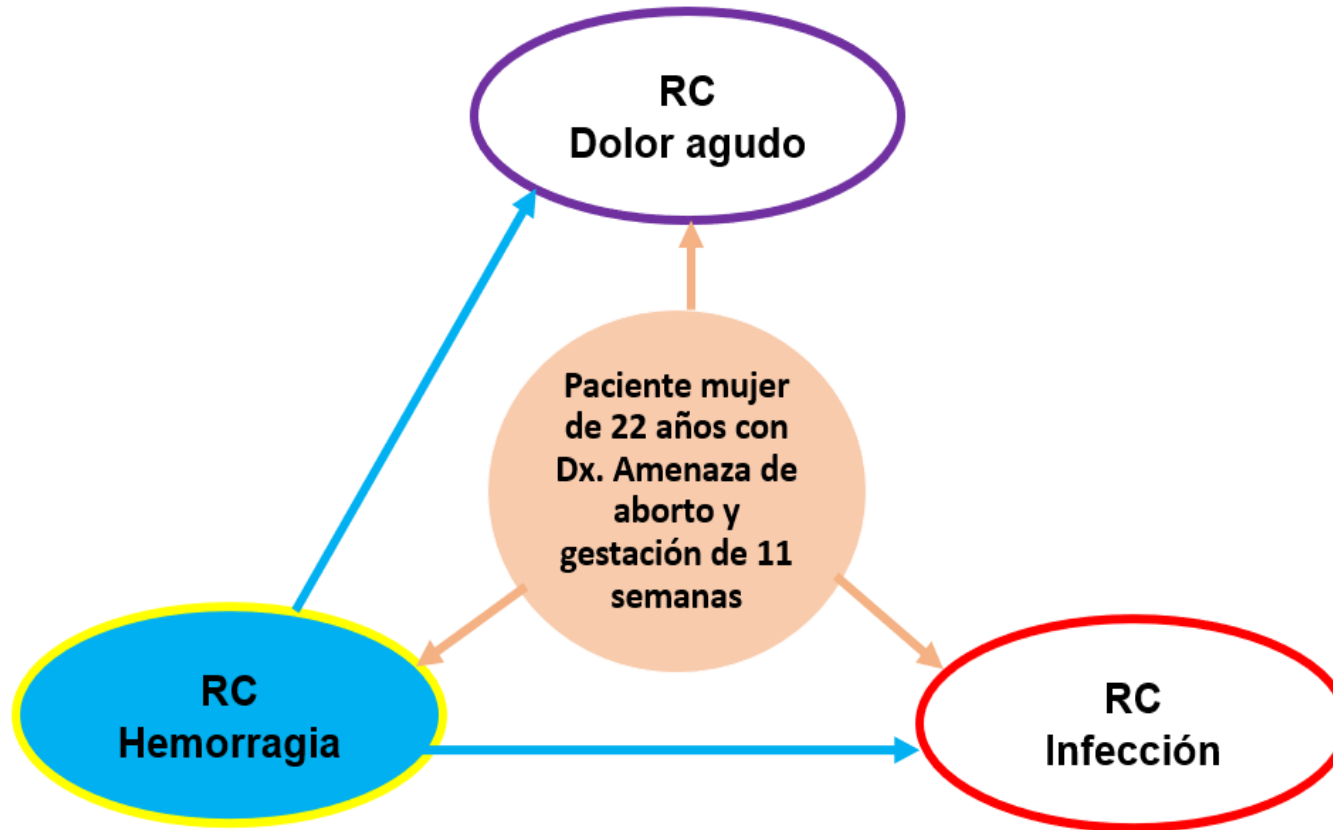 RC
Dolor agudo
Paciente mujer
de 22 años con
Dx. Amenaza de
aborto y
gestación de 11
semanas
RC
Hemorragia
RC
Infección